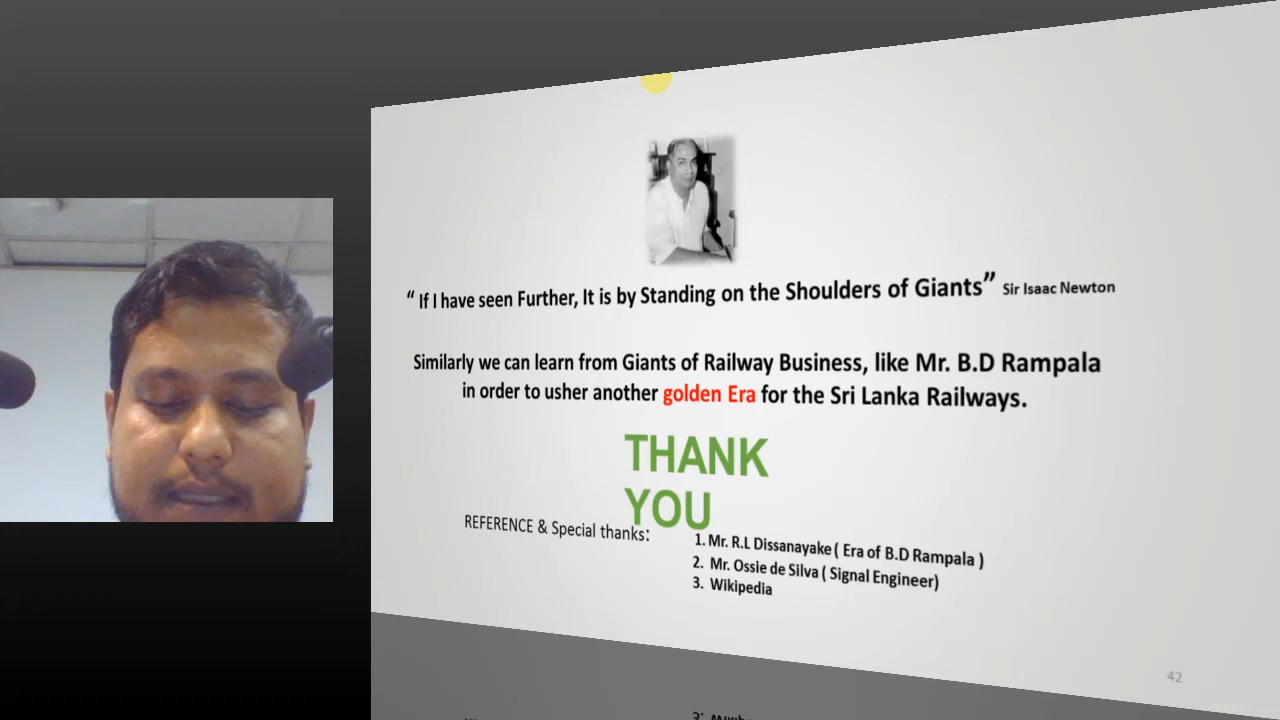 “ If I have seen Further, It is by Standing on the Shoulders of Giants” Sir Isaac Newton
Similarly we can learn from Giants of Railway Business, like Mr. B.D Rampala
in order to usher another golden Era for the Sri Lanka Railways.
THANK
YOU
REFERENCE & Special thanks:
1. Mr. R.L Dissanayake ( Era of B.D Rampala )
2. Mr. Ossie de Silva ( Signal Engineer)
3. Wikipedia
42